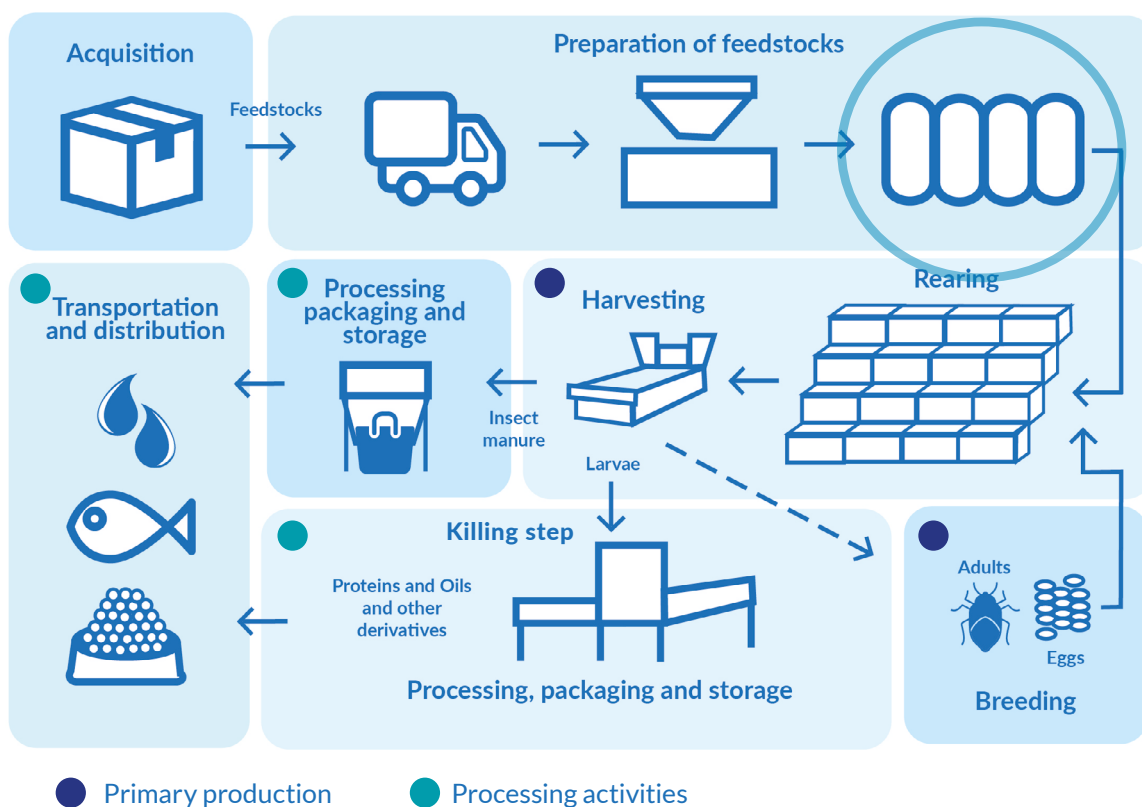 Acquisition
Feedstocks
Preparation of feedstocks
Transportation
and distribution
Processing
packaging and
storage
Insect
manure
Harvesting
Larvae
Rearing
Killing step
Proteins and Oils
and other
derivatives
Processing, packaging and storage
Adults
Eggs
Breeding
Primary production
Processing activities